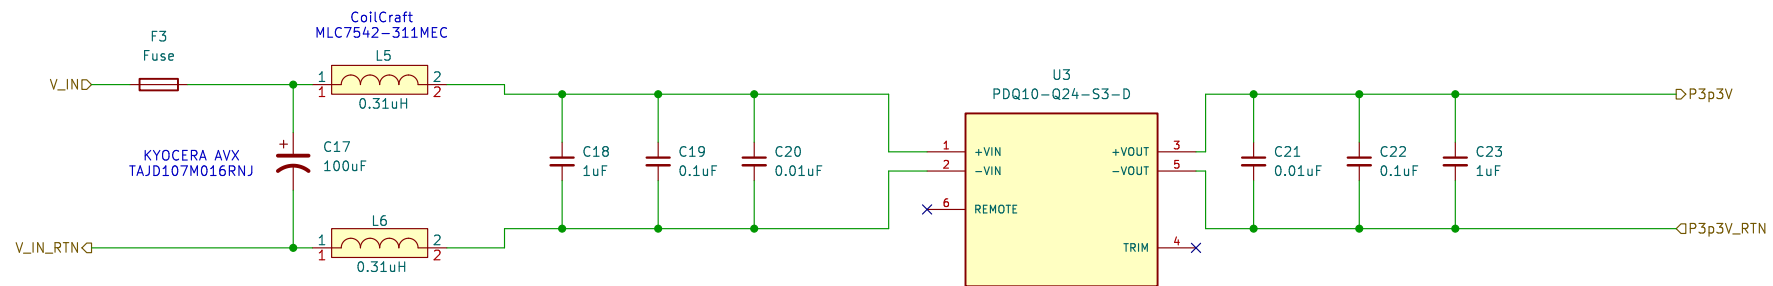 CoilCraft
MLC7542-311MEC
F3
Fuse
L5
V_IN
1
1
2
2
0.31uH
U3
PDQ10-Q24-S3-D
P3p3V
KYOCERA AVX
TAJD107M016RNJ
+
C17
100uF
C18
1uF
C19
0.1uF
C20
0.01uF
1
+VIN
2
-VIN
6
REMOTE
+VOUT
3
-VOUT
5
TRIM
4
C21
0.01uF
C22
0.1uF
C23
1uF
L6
V_IN_RTN
1
1
2
2
0.31uH
P3p3V_RTN